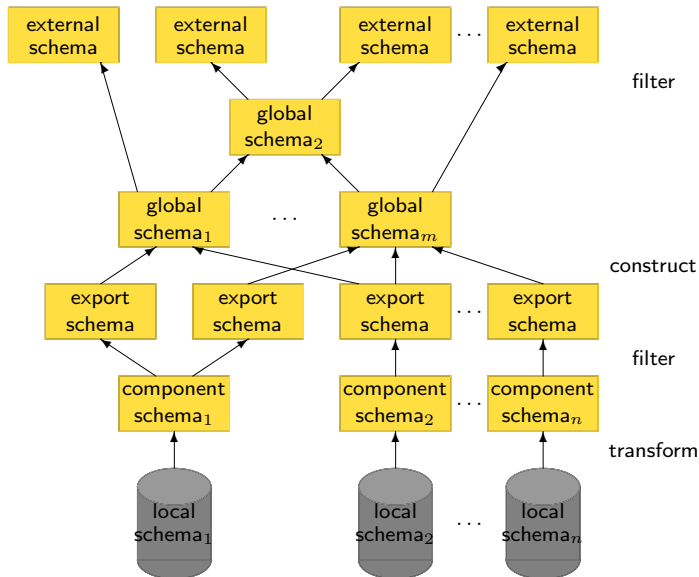 external schema external schema external schema ... external schema
filter
global schema₂
global schema₁ ... global schemaₘ
construct
export schema export schema export schema ... export schema
filter
component schema₁ component schema₂ ... component schemaₙ
transform
local schema₁ local schema₂ ... local schemaₙ